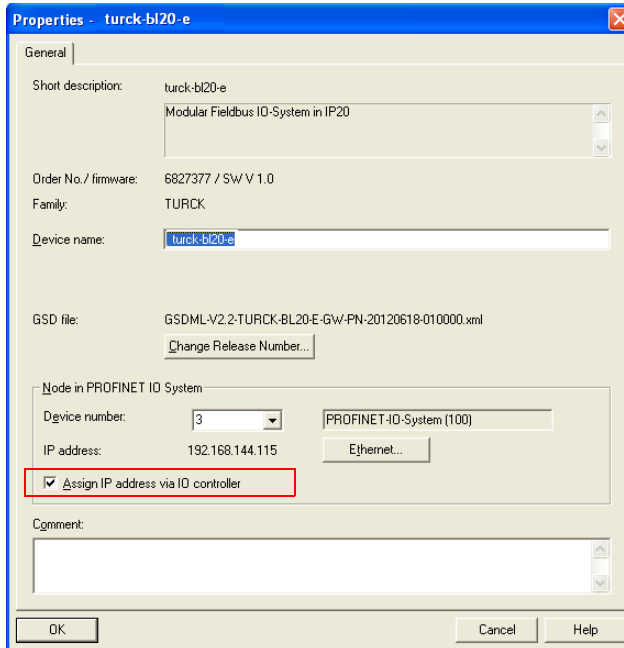 Properties - turck-bl20-e
General
Short description: turck-bl20-e
Modular Fieldbus IO-System in IP20
Order No./ firmware: 6827377 / SW V 1.0
Family: TURCK
Device name: turck-bl20-e
GSD file: GSDML-V2.2-TURCK-BL20-E-GW-PN-20120618-010000.xml
Change Release Number...
Node in PROFINET IO System
Device number: 3 PROFINET-IO-System (100)
IP address: 192.168.144.115 Ethernet...
Assign IP address via IO controller
Comment:
OK Cancel Help